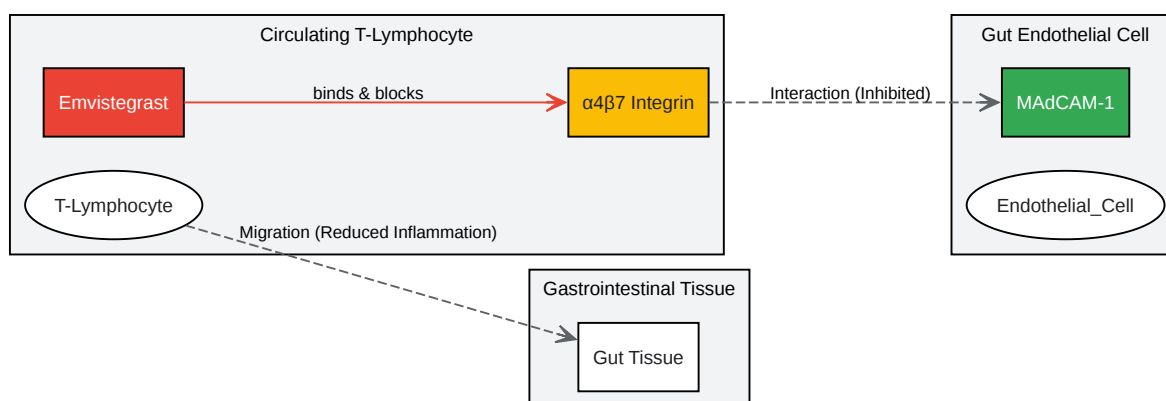 Circulating T-Lymphocyte
Gut Endothelial Cell
Emvistegrast
binds & blocks
α4β7 Integrin
Interaction (Inhibited)
MAdCAM-1
T-Lymphocyte
Endothelial_Cell
Migration (Reduced Inflammation)
Gastrointestinal Tissue
Gut Tissue